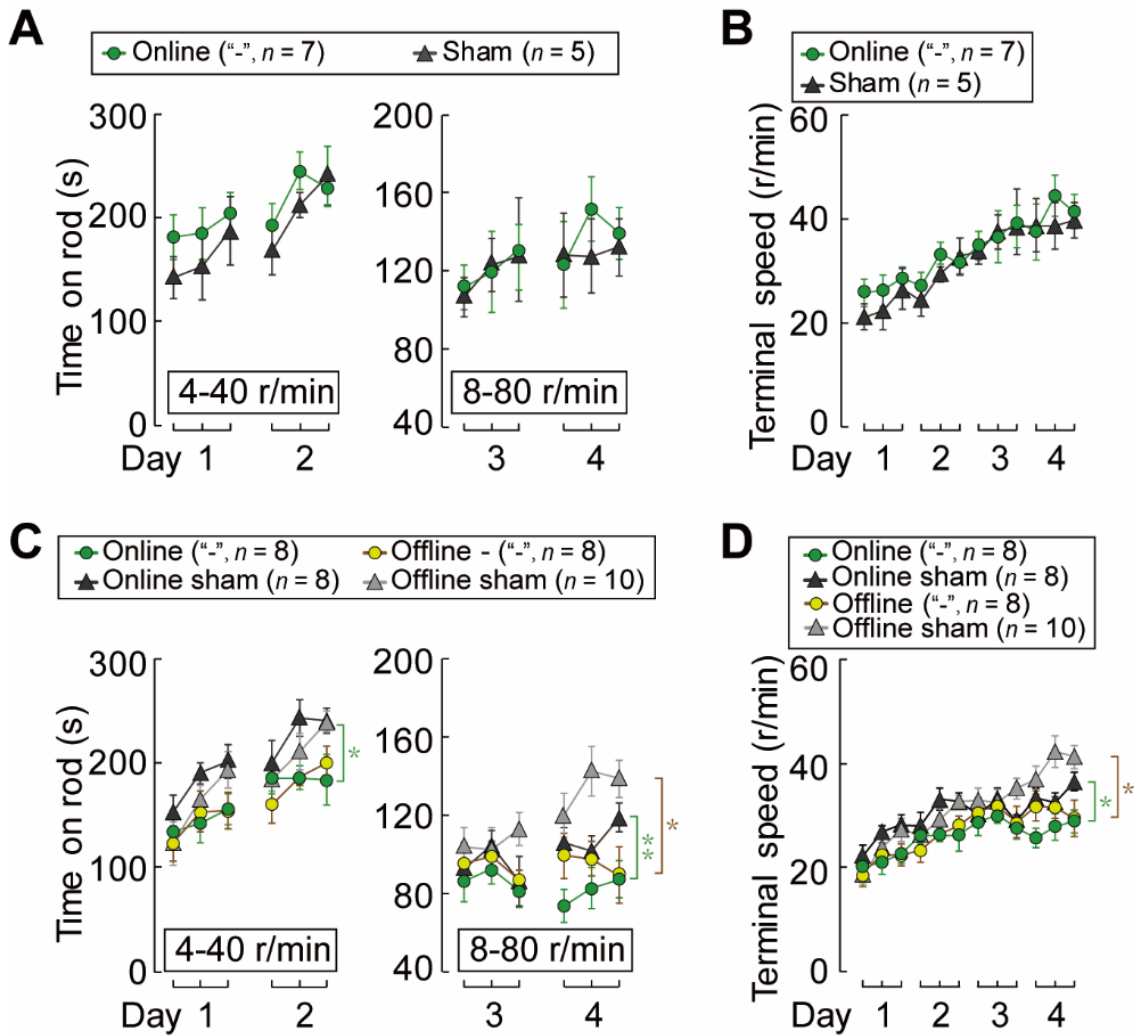 A
Online (“-”, n = 7) Sham (n = 5)
Time on rod (s)
300
200
100
0
4-40 r/min
200
160
120
80
40
8-80 r/min
Day 1 2 3 4
B
Online (“-”, n = 7)
Sham (n = 5)
Terminal speed (r/min)
60
40
20
0
Day 1 2 3 4
C
Online (“-”, n = 8) Offline - (“-”, n = 8)
Online sham (n = 8) Offline sham (n = 10)
Time on rod (s)
300
200
100
0
*
4-40 r/min
200
160
120
80
40
**
*
8-80 r/min
Day 1 2 3 4
D
Online (“-”, n = 8)
Online sham (n = 8)
Offline (“-”, n = 8)
Offline sham (n = 10)
Terminal speed (r/min)
60
40
20
0
*
*
Day 1 2 3 4